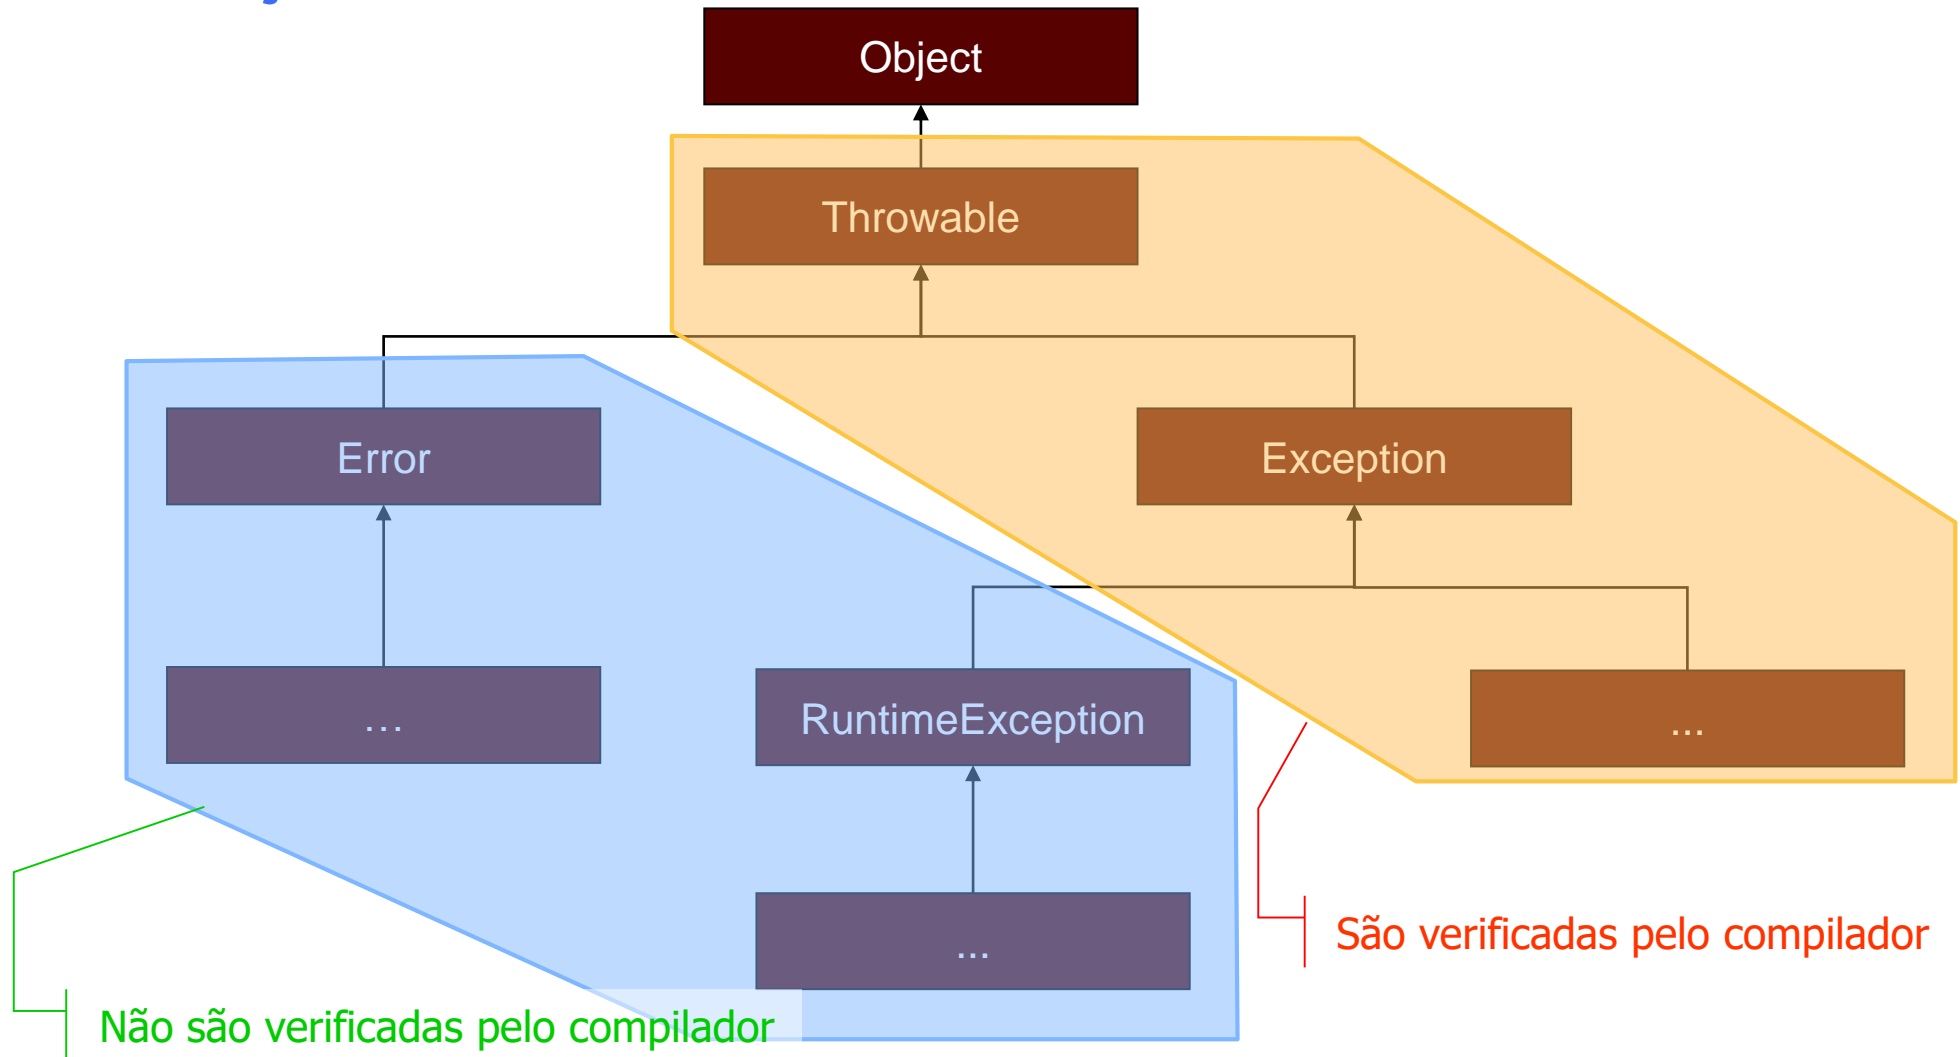 Object
Throwable
Error
Exception
...
RuntimeException
...
...
São verificadas pelo compilador
Não são verificadas pelo compilador